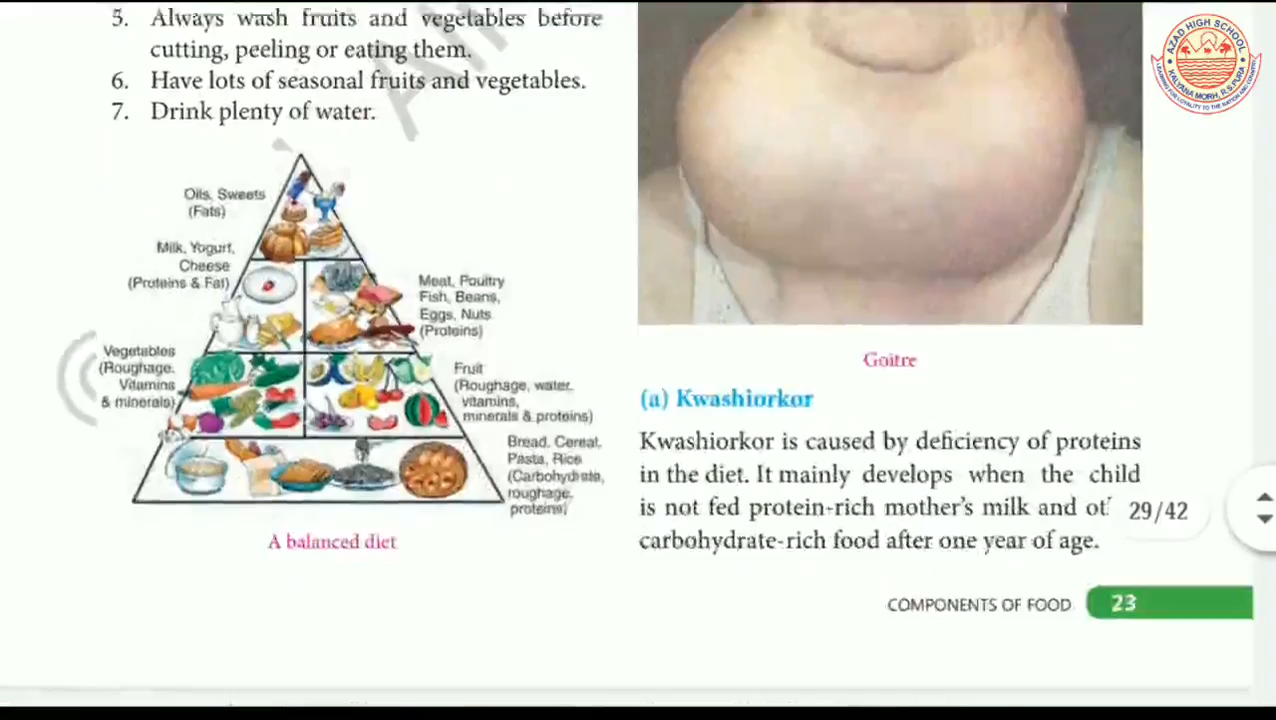 5. Always wash fruits and vegetables before
cutting, peeling or eating them.
6. Have lots of seasonal fruits and vegetables.
7. Drink plenty of water.
Oils, Sweets
(Fats)
Milk, Yogurt,
Cheese
(Proteins & Fat)
Meat, Poultry
Fish, Beans,
Eggs, Nuts
(Proteins)
Vegetables
(Roughage,
Vitamins
& minerals)
Fruit
(Roughage, water,
vitamins,
minerals & proteins)
Bread, Cereal,
Pasta, Rice
(Carbohydrate,
roughage,
proteins)
A balanced diet
Goitre
(a) Kwashiorkor
Kwashiorkor is caused by deficiency of proteins
in the diet. It mainly develops when the child
is not fed protein-rich mother's milk and
carbohydrate-rich food after one year of age.
29/42
COMPONENTS OF FOOD 23
AZAD HIGH SCHOOL
KALYANA MORH, R.S.PURA